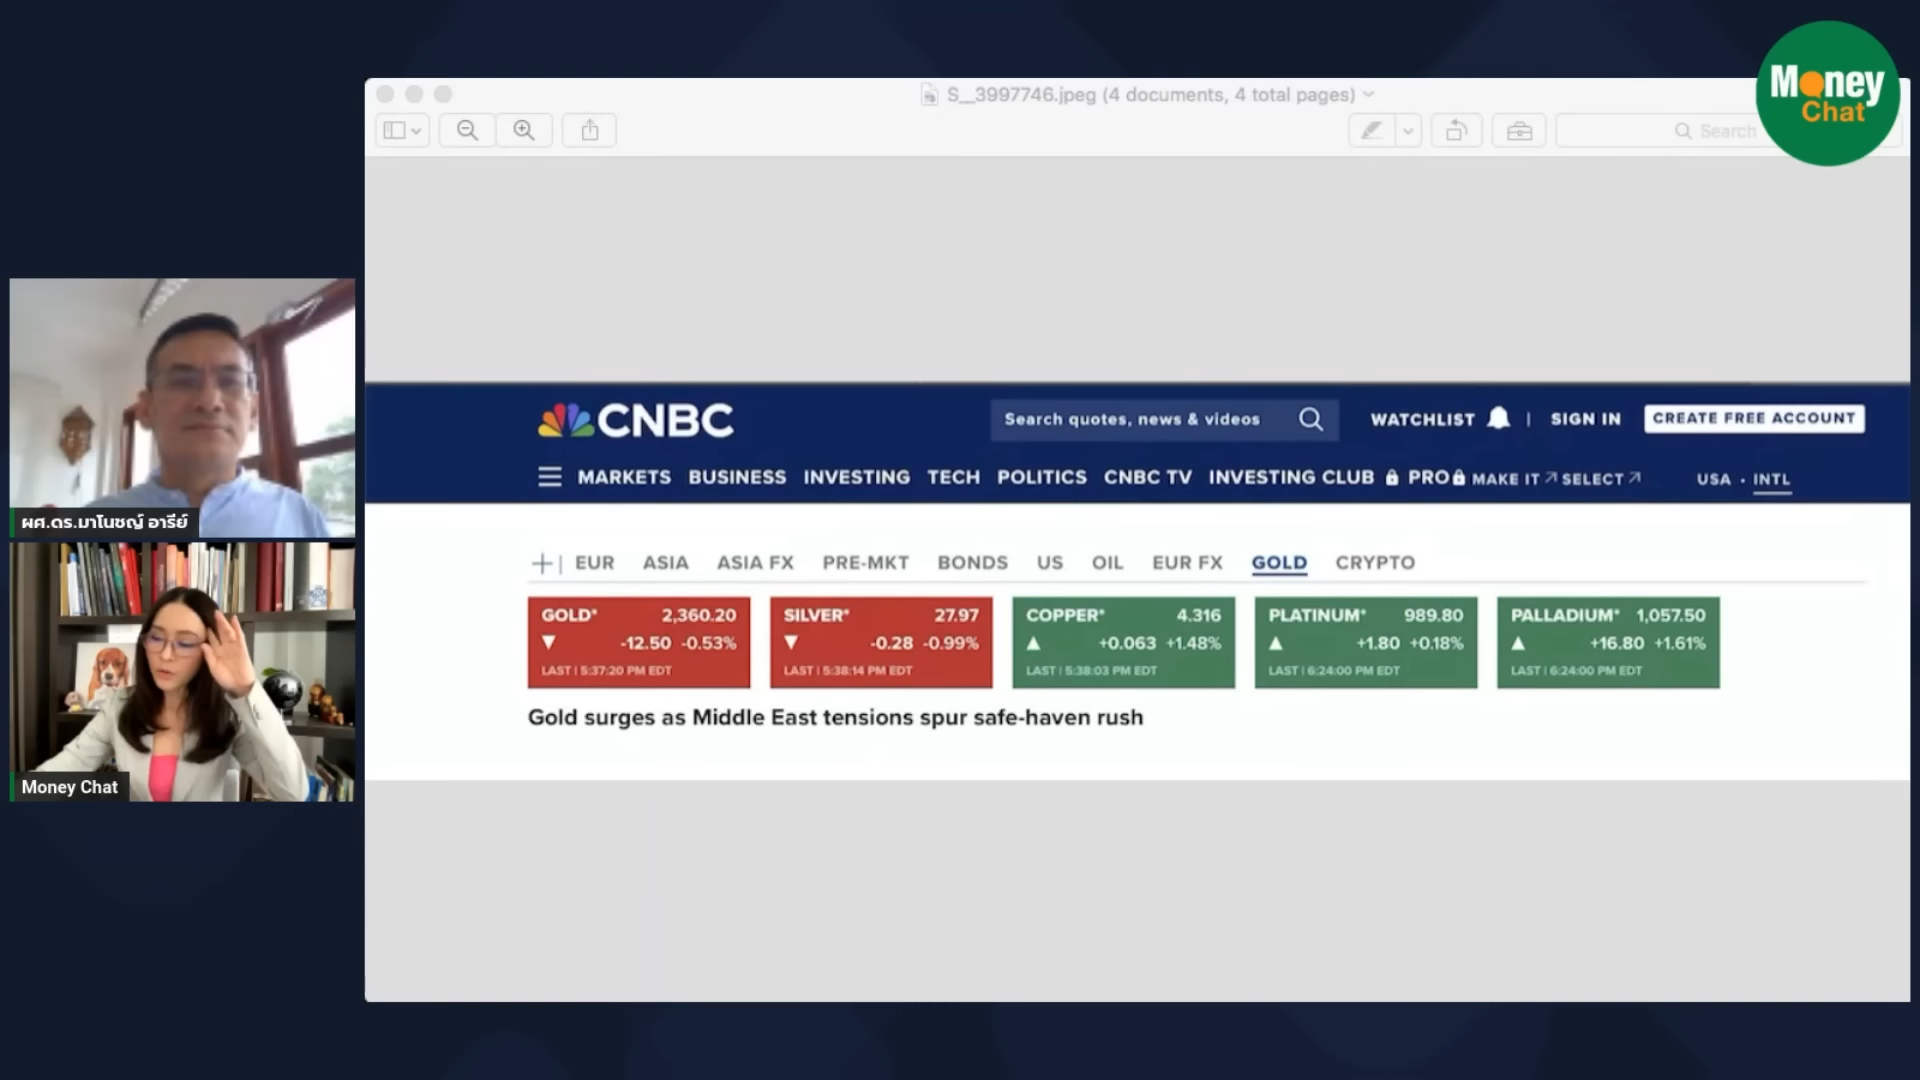 S__3997746.jpeg (4 documents, 4 total pages)
Search
Money
Chat
CNBC
Search quotes, news & videos
WATCHLIST | SIGN IN CREATE FREE ACCOUNT
MARKETS BUSINESS INVESTING TECH POLITICS CNBC TV INVESTING CLUB PRO MAKE IT SELECT USA • INTL
EUR ASIA ASIA FX PRE-MKT BONDS US OIL EUR FX GOLD CRYPTO
GOLD* 2,360.20
▼ -12.50 -0.53%
LAST | 5:37:20 PM EDT
SILVER* 27.97
▼ -0.28 -0.99%
LAST | 5:38:14 PM EDT
COPPER* 4.316
▲ +0.063 +1.48%
LAST | 5:38:03 PM EDT
PLATINUM* 989.80
▲ +1.80 +0.18%
LAST | 6:24:00 PM EDT
PALLADIUM* 1,057.50
▲ +16.80 +1.61%
LAST | 6:24:00 PM EDT
Gold surges as Middle East tensions spur safe-haven rush
ผศ.ดร.มาโนชญ์ อารีย์
Money Chat